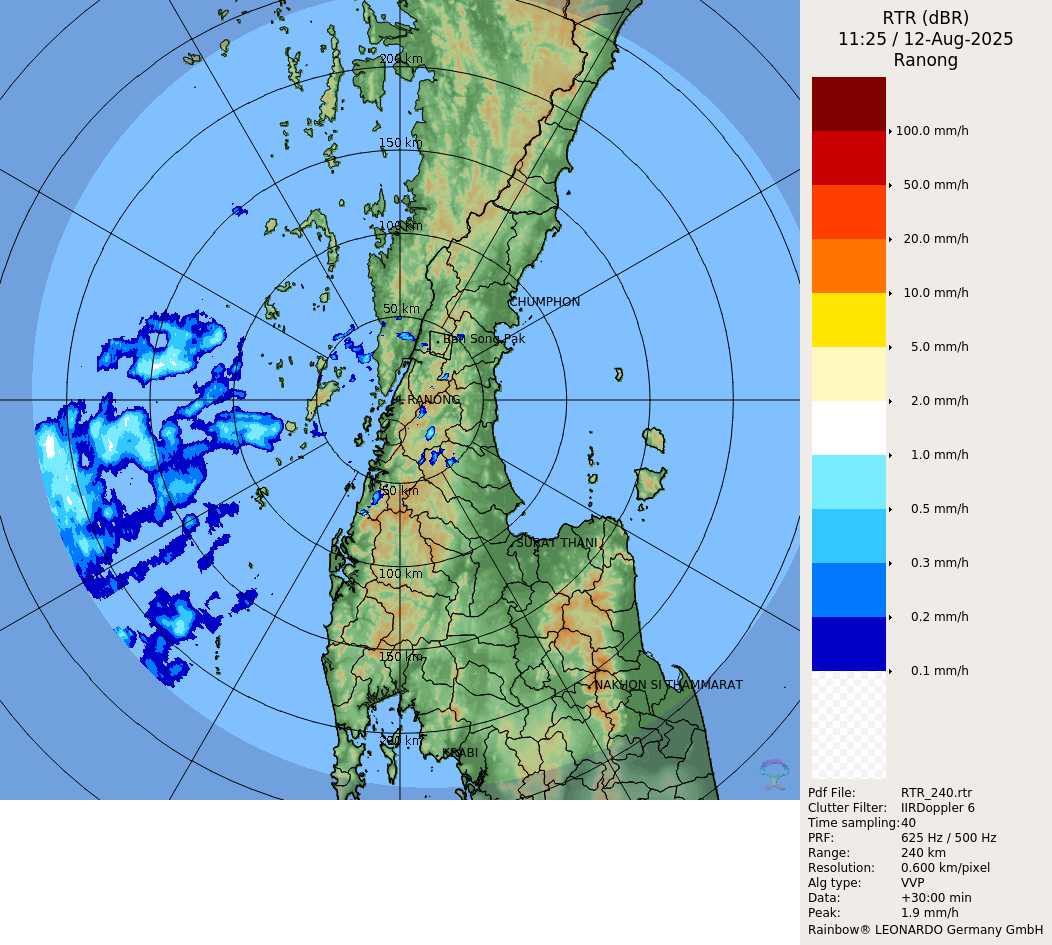 RTR (dBR)
11:25 / 12-Aug-2025
Ranong
200 km
150 km
100 km
50 km
CHUMPHON
Ban Song Pak
RANONG
50 km
SURAT THANI
100 km
150 km
NAKHON SI THAMMARAT
200 km
KRABI
100.0 mm/h
50.0 mm/h
20.0 mm/h
10.0 mm/h
5.0 mm/h
2.0 mm/h
1.0 mm/h
0.5 mm/h
0.3 mm/h
0.2 mm/h
0.1 mm/h
Pdf File: RTR_240.rtr
Clutter Filter: IIRDoppler 6
Time sampling:40
PRF: 625 Hz / 500 Hz
Range: 240 km
Resolution: 0.600 km/pixel
Alg type: VVP
Data: +30:00 min
Peak: 1.9 mm/h
Rainbow® LEONARDO Germany GmbH